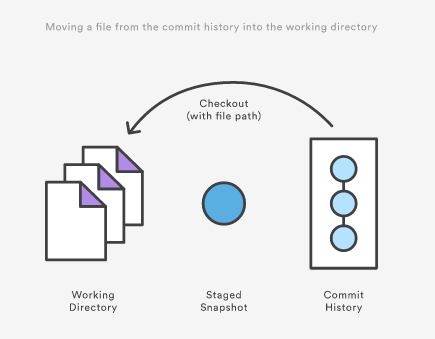 Moving a file from the commit history into the working directory
Checkout
(with file path)
Working
Directory
Staged
Snapshot
Commit
History